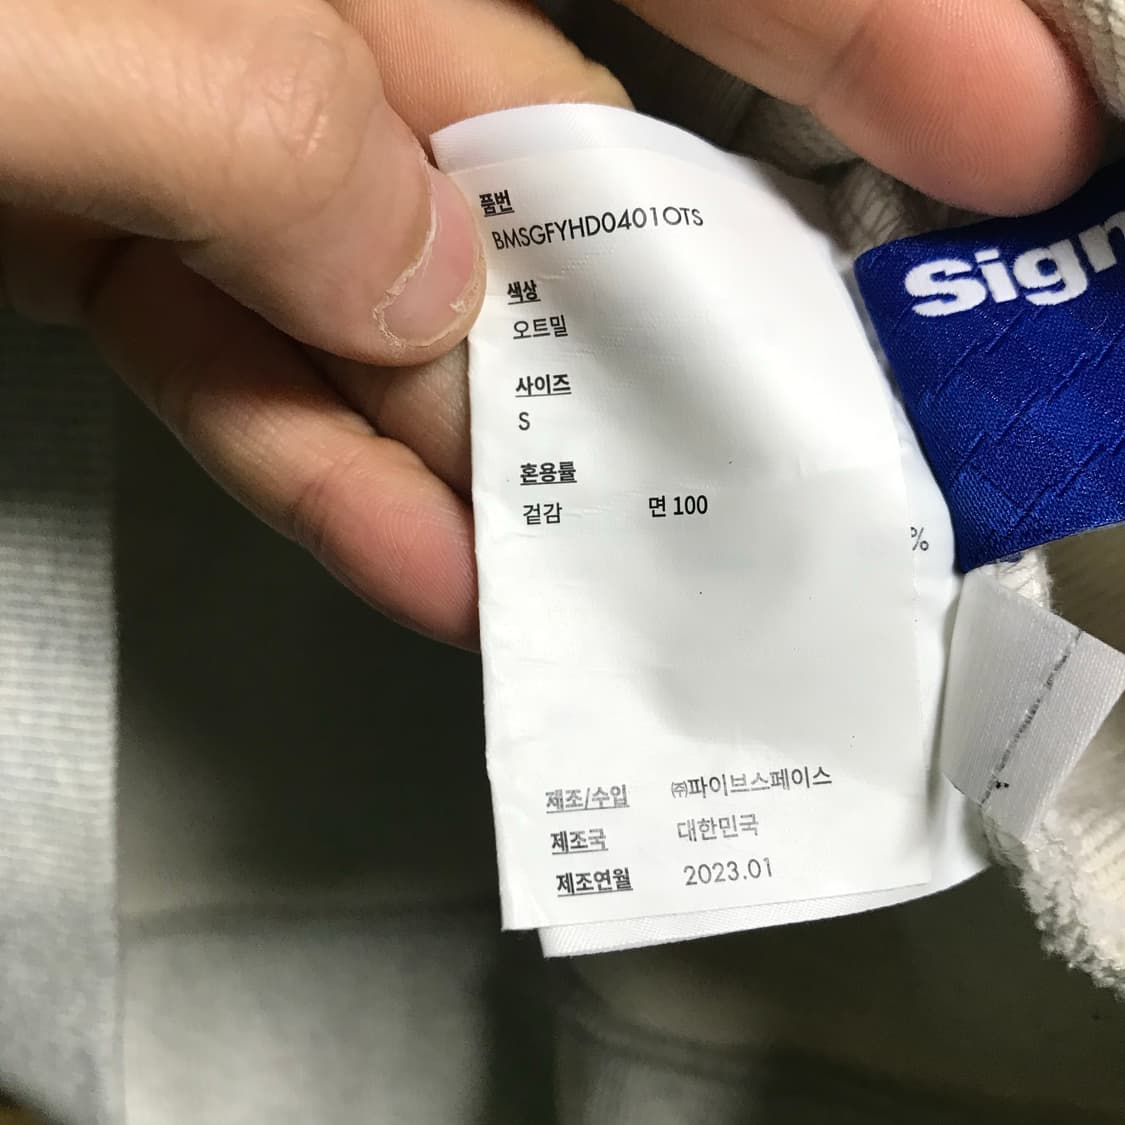 품번
BMSGFYHD0401OTS
색상
오트밀
사이즈
S
혼용률
겉감 면 100
%
제조/수입 ㈜파이브스페이스
제조국 대한민국
제조연월 2023.01
Sign